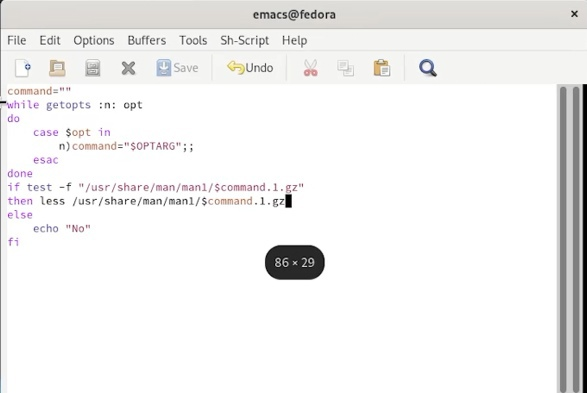 emacs@fedora ×
File Edit Options Buffers Tools Sh-Script Help
Save Undo
command=""
while getopts :n: opt
do
    case $opt in
        n)command="$OPTARG";;
    esac
done
if test -f "/usr/share/man/man1/$command.1.gz"
then less /usr/share/man/man1/$command.1.gz
else
    echo "No"
fi
86 × 29